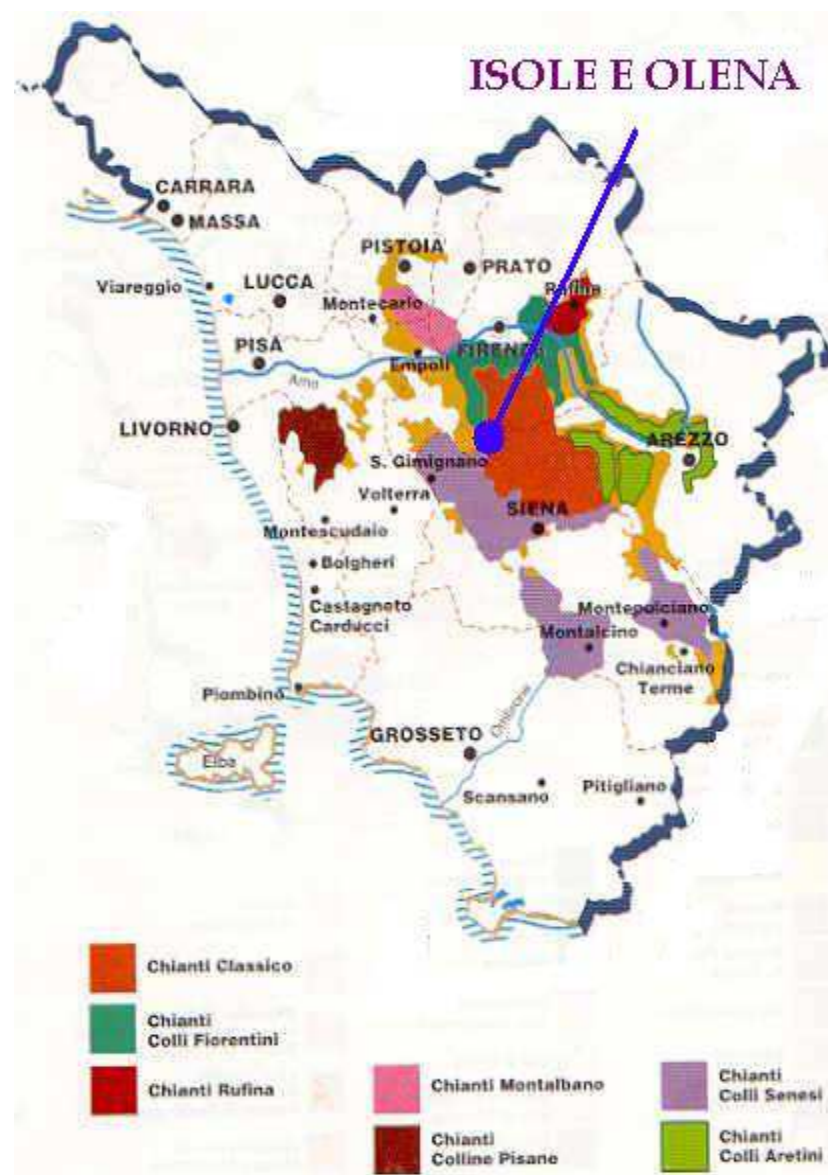 ISOLE E OLENA
CARRARA
MASSA
PISTOIA
PRATO
Viareggio
LUCCA
Rufina
Montecarlo
PISA
FIRENZE
Empoli
Arno
LIVORNO
AREZZO
S. Gimignano
Volterra
SIENA
Montescudaio
Bolgheri
Castagneto
Carducci
Montepolciano
Montalcino
Chianciano
Terme
Piombino
Ombrone
GROSSETO
Elba
Scansano
Pitigliano
Chianti Classico
Chianti
Colli Fiorentini
Chianti Rufina
Chianti Montalbano
Chianti
Colline Pisane
Chianti
Colli Senesi
Chianti
Colli Aretini